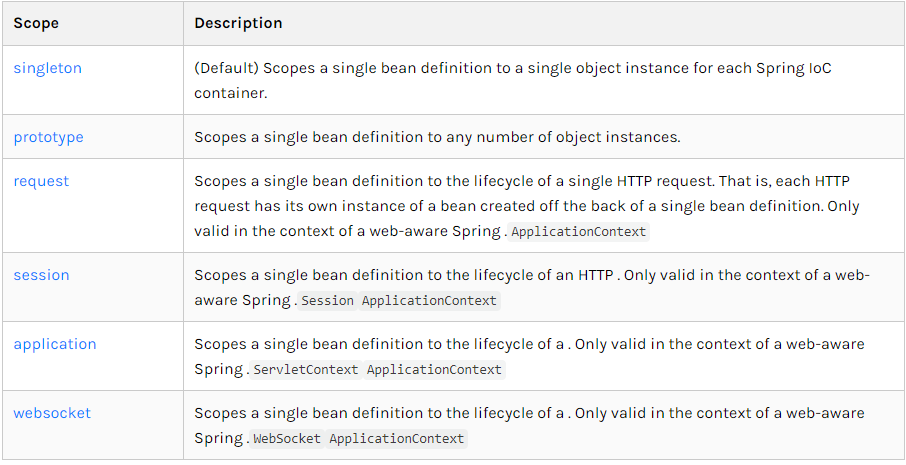 Scope Description
singleton (Default) Scopes a single bean definition to a single object instance for each Spring IoC
container.
prototype Scopes a single bean definition to any number of object instances.
request Scopes a single bean definition to the lifecycle of a single HTTP request. That is, each HTTP
request has its own instance of a bean created off the back of a single bean definition. Only
valid in the context of a web-aware Spring . ApplicationContext
session Scopes a single bean definition to the lifecycle of an HTTP . Only valid in the context of a web-
aware Spring . Session ApplicationContext
application Scopes a single bean definition to the lifecycle of a . Only valid in the context of a web-aware
Spring . ServletContext ApplicationContext
websocket Scopes a single bean definition to the lifecycle of a . Only valid in the context of a web-aware
Spring . WebSocket ApplicationContext